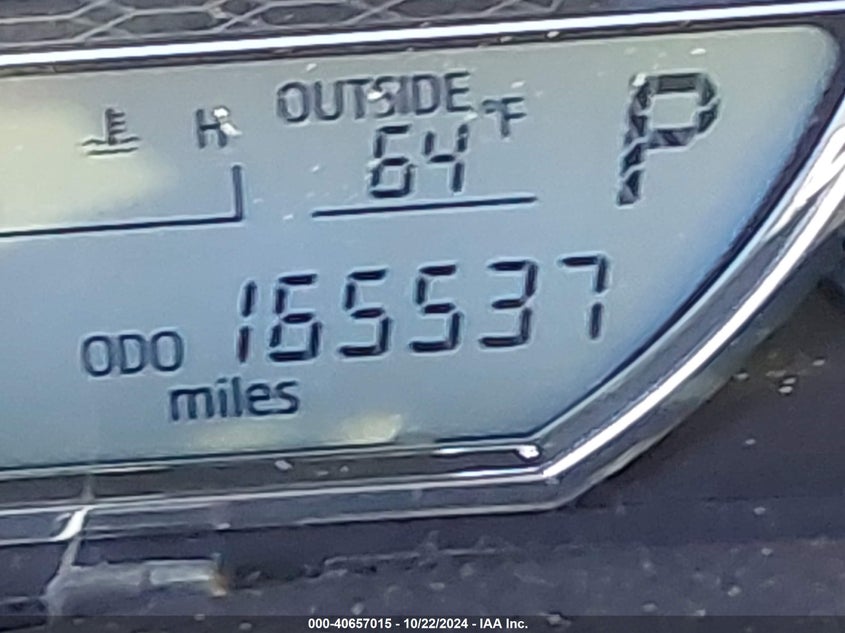 H OUTSIDE °F P
64
ODO 165537
miles
000-40657015 - 10/22/2024 - IAA Inc.